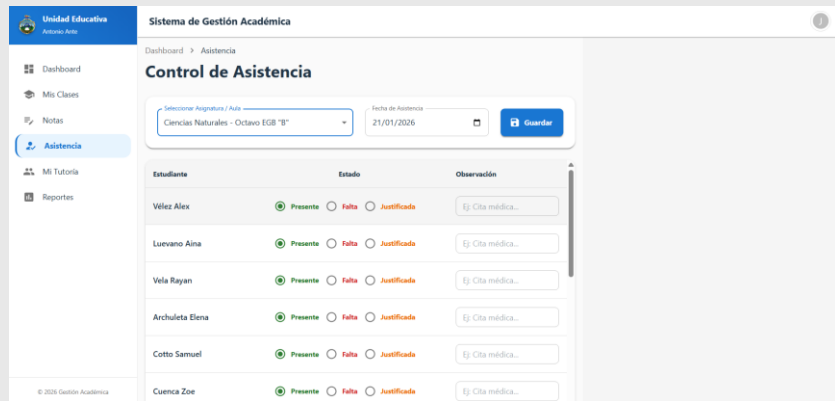 Unidad Educativa
Antonio Ante
Sistema de Gestión Académica
J
Dashboard
Mis Clases
Notas
Asistencia
Mi Tutoría
Reportes
© 2026 Gestión Académica
Dashboard > Asistencia
Control de Asistencia
Seleccionar Asignatura / Aula
Ciencias Naturales - Octavo EGB "B"
Fecha de Asistencia
21/01/2026
Guardar
Estudiante Estado Observación
Vélez Alex Presente Falta Justificada Ej: Cita médica...
Luevano Aina Presente Falta Justificada Ej: Cita médica...
Vela Rayan Presente Falta Justificada Ej: Cita médica...
Archuleta Elena Presente Falta Justificada Ej: Cita médica...
Cotto Samuel Presente Falta Justificada Ej: Cita médica...
Cuenca Zoe Presente Falta Justificada Ej: Cita médica...